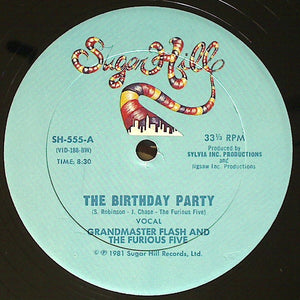 Sugar Hill
SH-555-A
(VID-188-BW)
TIME: 8:30
33⅓ RPM
Produced by
SYLVIA INC. PRODUCTIONS
and
Jigsaw Inc. Productions
THE BIRTHDAY PARTY
(S. Robinson - J. Chase - The Furious Five)
VOCAL
GRANDMASTER FLASH AND
THE FURIOUS FIVE
© ℗ 1981 Sugar Hill Records, Ltd.